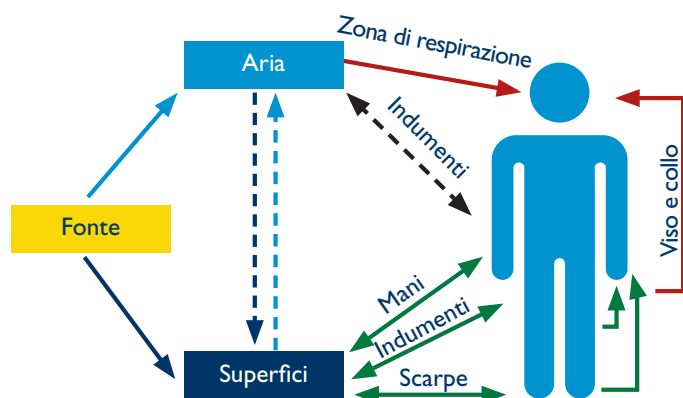 Zona di respirazione
Aria
Indumenti
Fonte
Viso e collo
Mani
Indumenti
Superfici
Scarpe